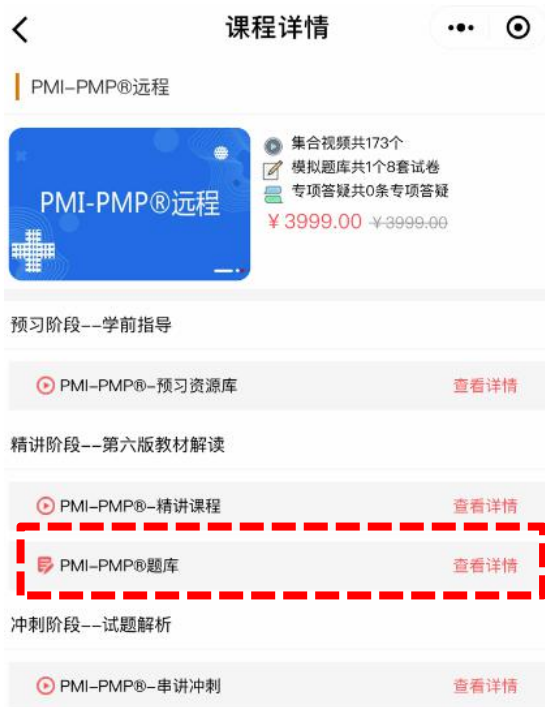 课程详情
PMI-PMP®远程
PMI-PMP®远程
集合视频共173个
模拟题库共1个8套试卷
专项答疑共0条专项答疑
￥3999.00 ￥3999.00
预习阶段--学前指导
PMI-PMP®-预习资源库 查看详情
精讲阶段--第六版教材解读
PMI-PMP®-精讲课程 查看详情
PMI-PMP®题库 查看详情
冲刺阶段--试题解析
PMI-PMP®-串讲冲刺 查看详情